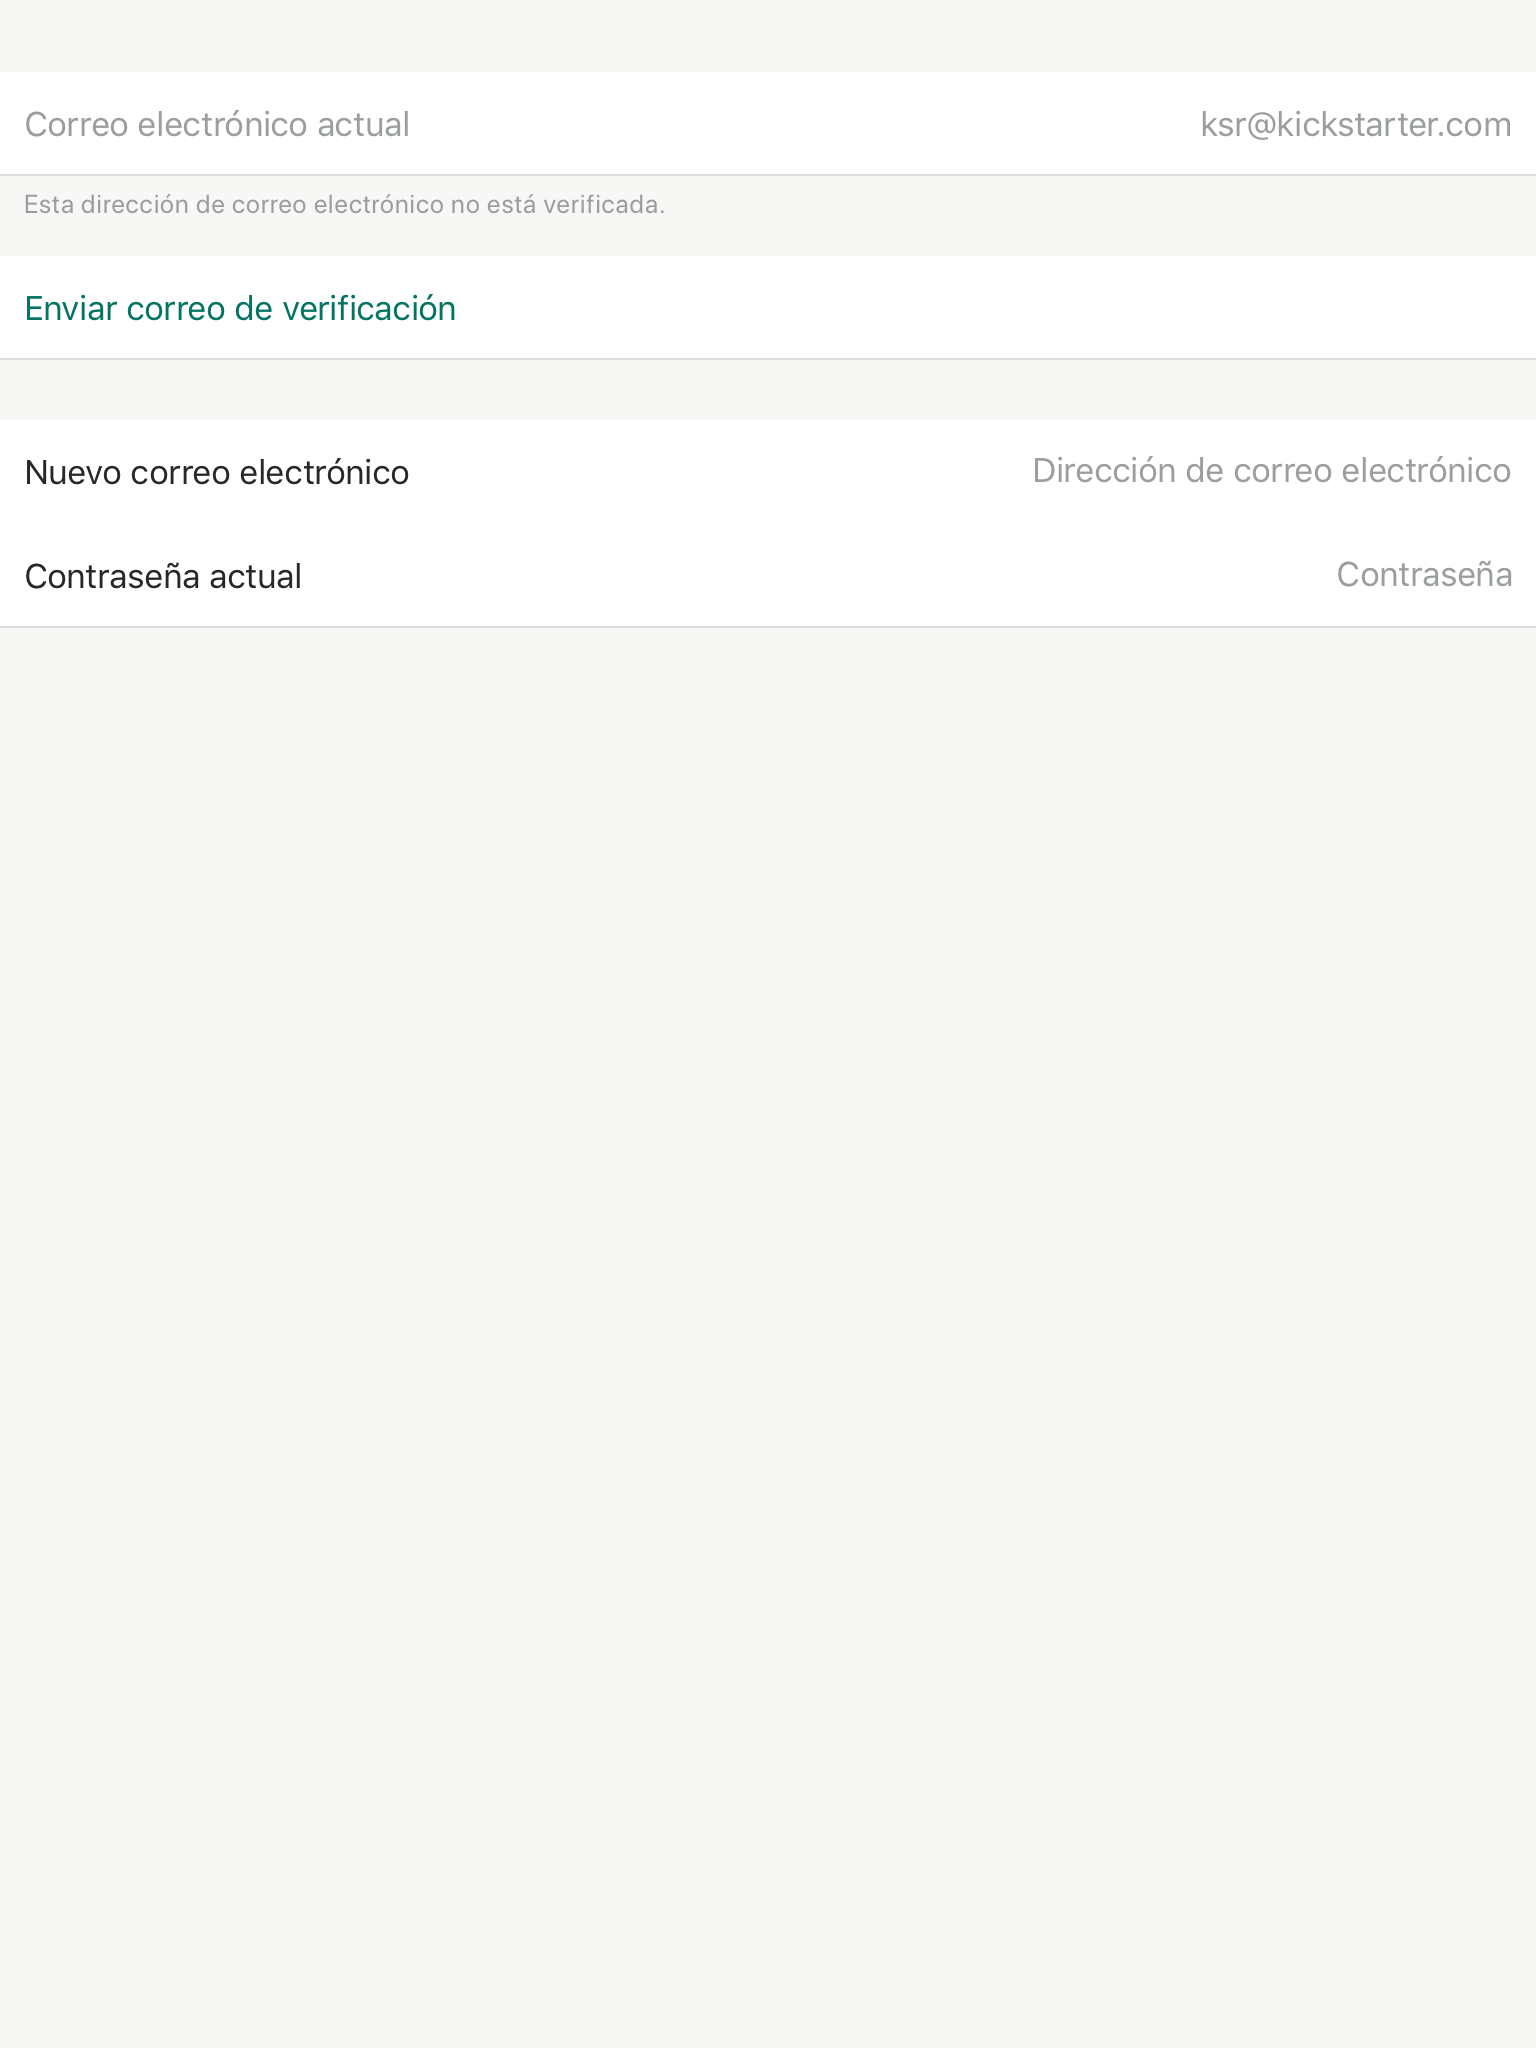 Correo electrónico actual ksr@kickstarter.com
Esta dirección de correo electrónico no está verificada.
Enviar correo de verificación
Nuevo correo electrónico Dirección de correo electrónico
Contraseña actual Contraseña